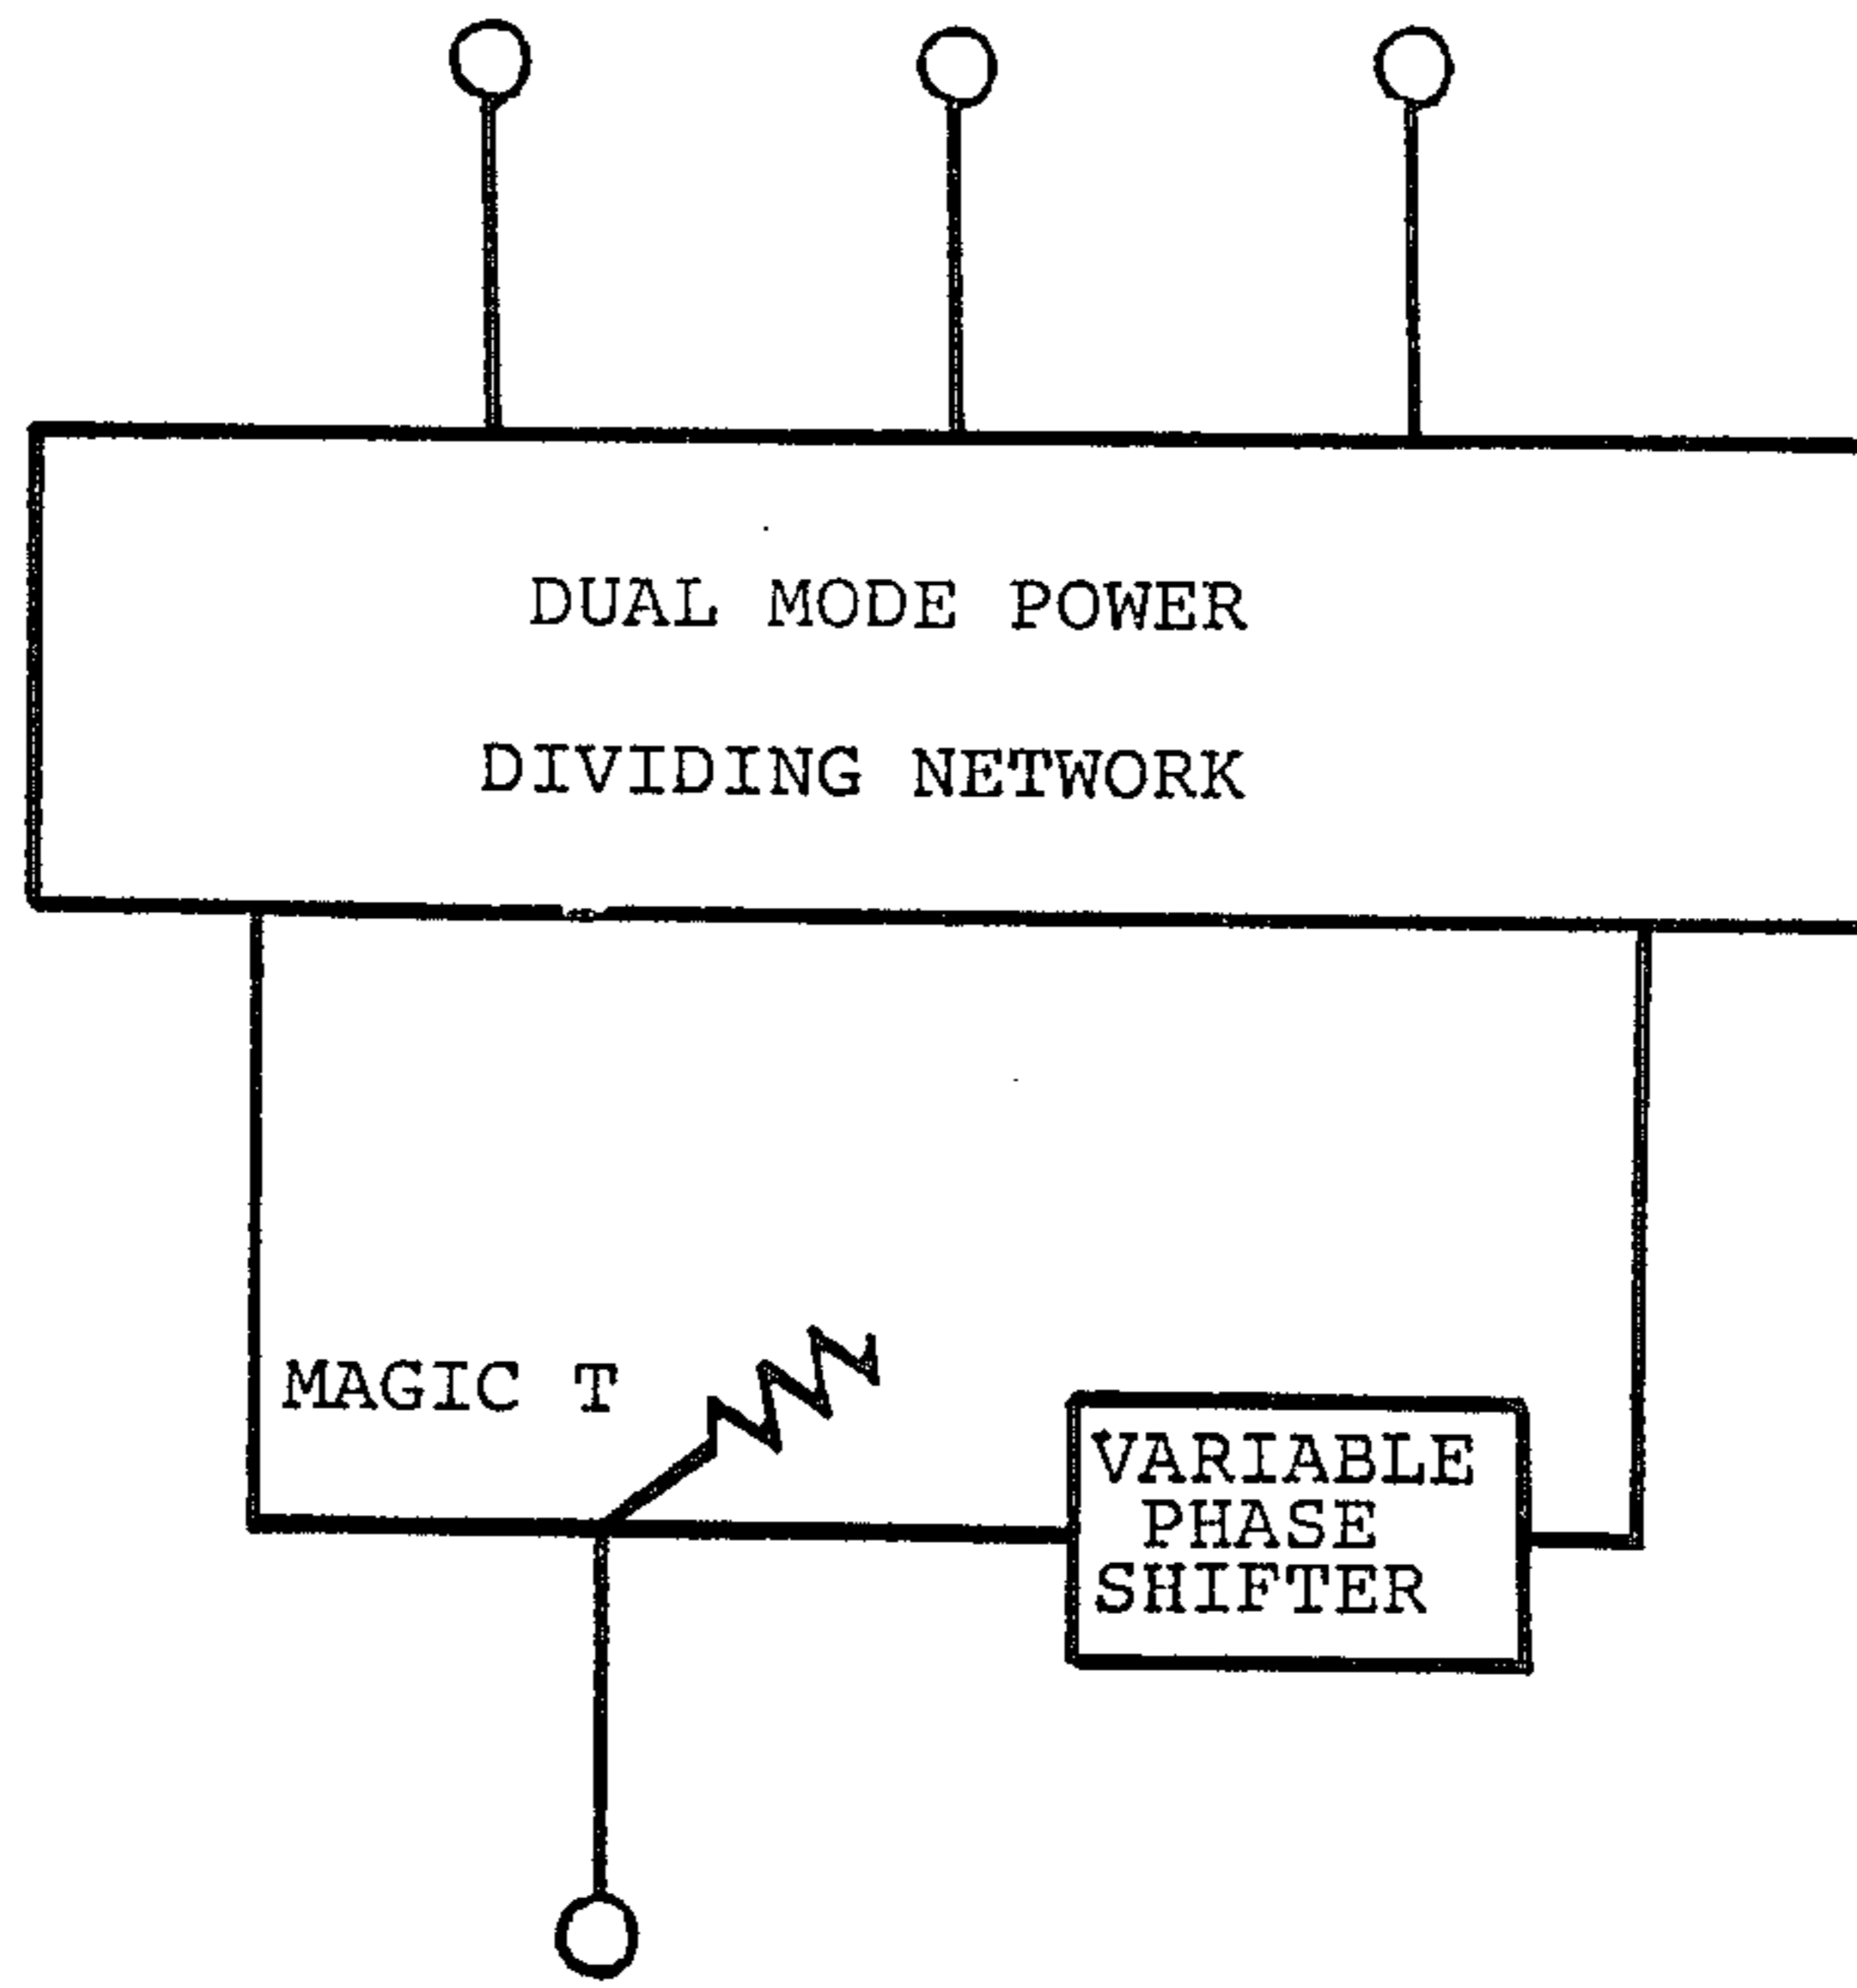 DUAL MODE POWER
DIVIDING NETWORK
MAGIC T
VARIABLE
PHASE
SHIFTER